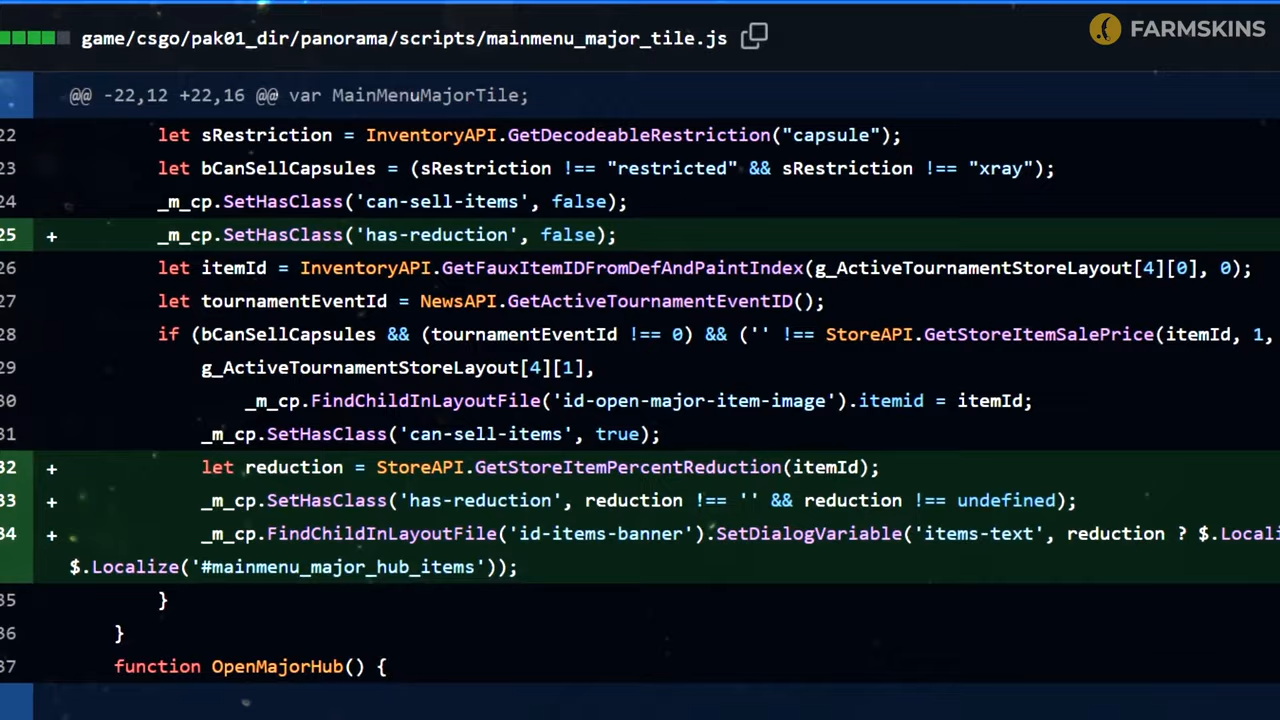 game/csgo/pak01_dir/panorama/scripts/mainmenu_major_tile.js
FARMSKINS
@@ -22,12 +22,16 @@ var MainMenuMajorTile;
22 let sRestriction = InventoryAPI.GetDecodeableRestriction("capsule");
23 let bCanSellCapsules = (sRestriction !== "restricted" && sRestriction !== "xray");
24 _m_cp.SetHasClass('can-sell-items', false);
25 + _m_cp.SetHasClass('has-reduction', false);
26 let itemId = InventoryAPI.GetFauxItemIDFromDefAndPaintIndex(g_ActiveTournamentStoreLayout[4][0], 0);
27 let tournamentEventId = NewsAPI.GetActiveTournamentEventID();
28 if (bCanSellCapsules && (tournamentEventId !== 0) && ('' !== StoreAPI.GetStoreItemSalePrice(itemId, 1,
29 g_ActiveTournamentStoreLayout[4][1],
30 _m_cp.FindChildInLayoutFile('id-open-major-item-image').itemid = itemId;
31 _m_cp.SetHasClass('can-sell-items', true);
32 + let reduction = StoreAPI.GetStoreItemPercentReduction(itemId);
33 + _m_cp.SetHasClass('has-reduction', reduction !== '' && reduction !== undefined);
34 + _m_cp.FindChildInLayoutFile('id-items-banner').SetDialogVariable('items-text', reduction ? $.Locali
$.Localize('#mainmenu_major_hub_items'));
35 }
36 }
37 function OpenMajorHub() {